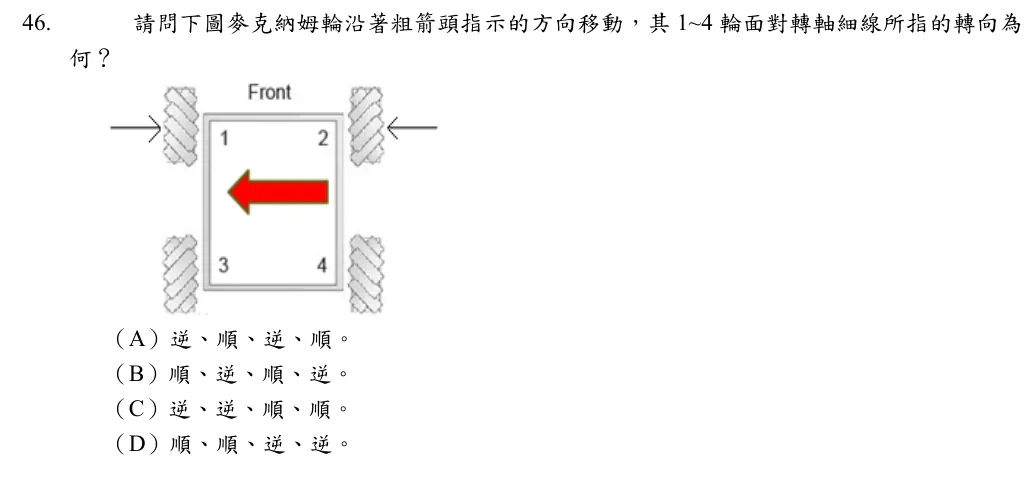 46. 請問下圖麥克納姆輪沿著粗箭頭指示的方向移動，其 1~4 輪面對轉軸細線所指的轉向為
何？
Front
1 2
3 4
（A）逆、順、逆、順。
（B）順、逆、順、逆。
（C）逆、逆、順、順。
（D）順、順、逆、逆。